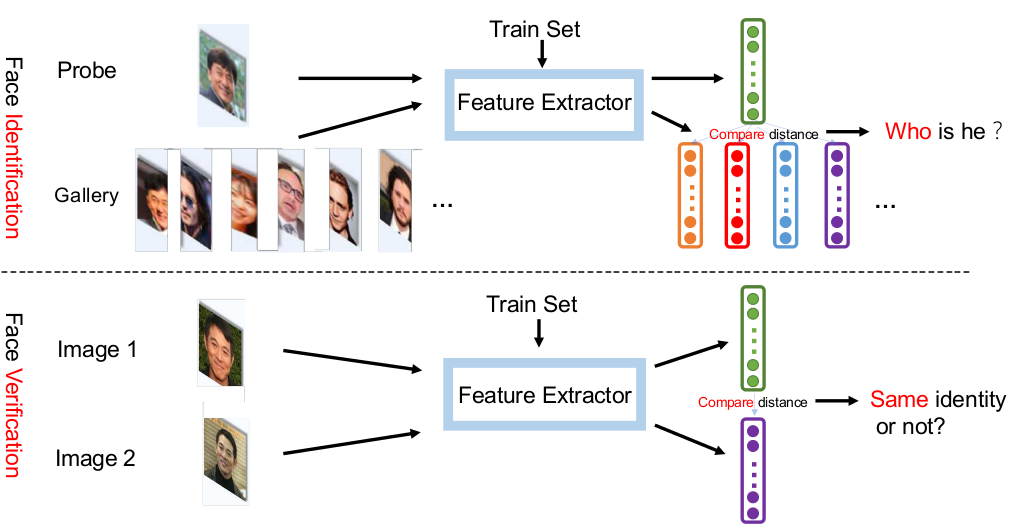 Face Identification
Probe
Train Set
Feature Extractor
Compare distance
Who is he？
Gallery
...
...
Face Verification
Image 1
Train Set
Feature Extractor
Compare distance
Same identity
or not?
Image 2